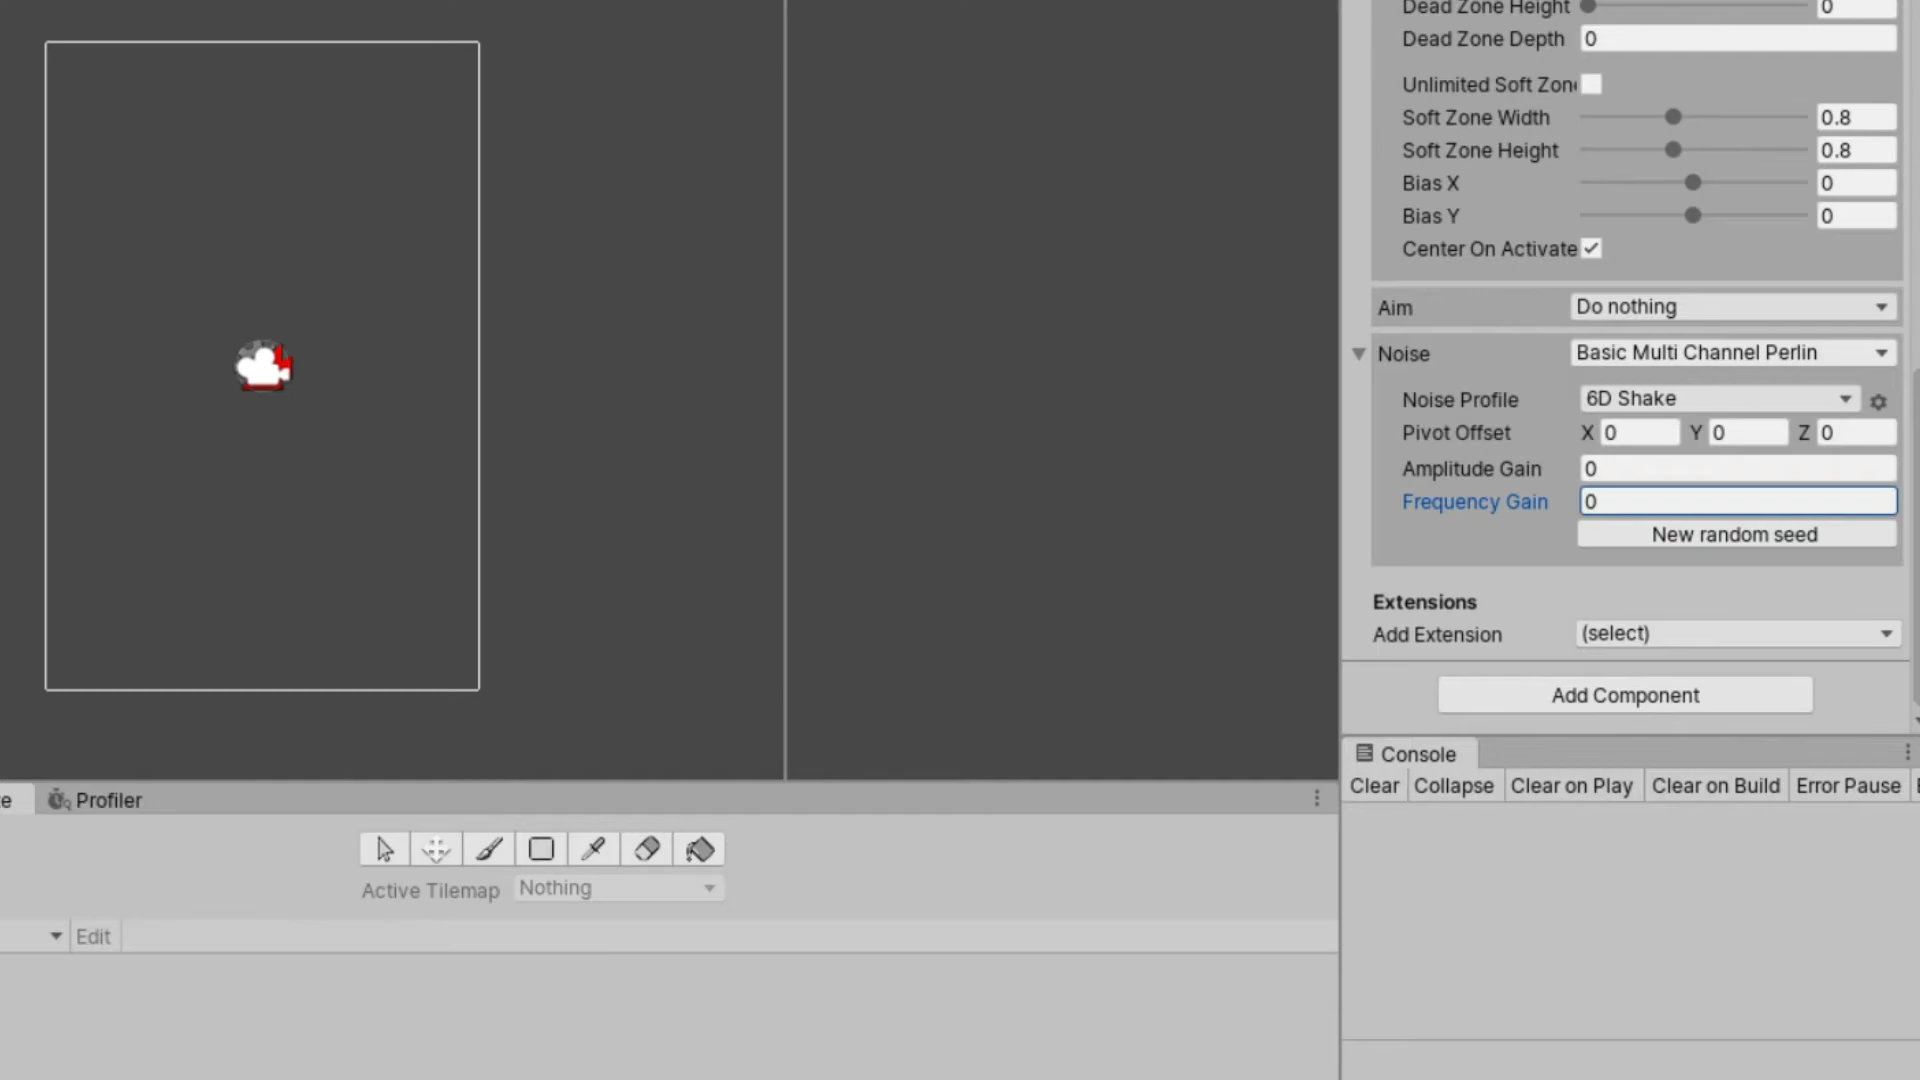 Dead Zone Height 0
Dead Zone Depth 0
Unlimited Soft Zon
Soft Zone Width 0.8
Soft Zone Height 0.8
Bias X 0
Bias Y 0
Center On Activate
Aim Do nothing
Noise Basic Multi Channel Perlin
Noise Profile 6D Shake
Pivot Offset X 0 Y 0 Z 0
Amplitude Gain 0
Frequency Gain 0
New random seed
Extensions
Add Extension (select)
Add Component
Console
Clear Collapse Clear on Play Clear on Build Error Pause
e Profiler
Active Tilemap Nothing
Edit